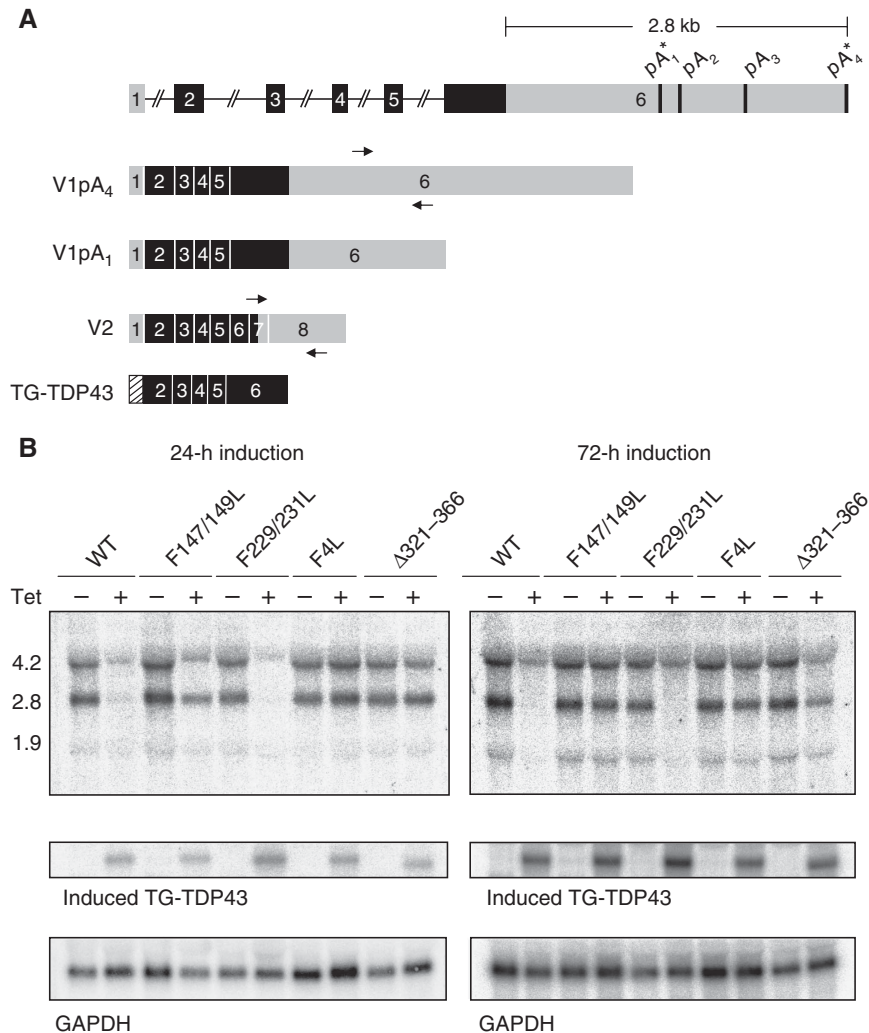 A
2.8 kb
pA*1 pA2 pA3 pA*4
1 2 3 4 5 6
V1pA4 1 2 3 4 5 6
V1pA1 1 2 3 4 5 6
V2 1 2 3 4 5 6 7 8
TG-TDP43 2 3 4 5 6
B
24-h induction 72-h induction
WT F147/149L F229/231L F4L Δ321–366 WT F147/149L F229/231L F4L Δ321–366
Tet − + − + − + − + − + − + − + − + − + − +
4.2
2.8
1.9
Induced TG-TDP43 Induced TG-TDP43
GAPDH GAPDH